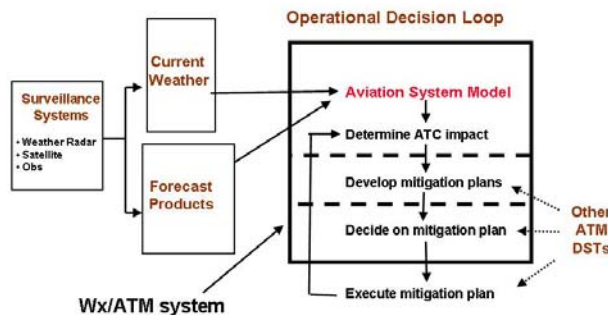 Operational Decision Loop
Current
Weather
Surveillance
Systems
• Weather Radar
• Satellite
• Obs
Forecast
Products
Aviation System Model
Determine ATC impact
Develop mitigation plans
Decide on mitigation plan
Execute mitigation plan
Other
ATM
DSTs
Wx/ATM system